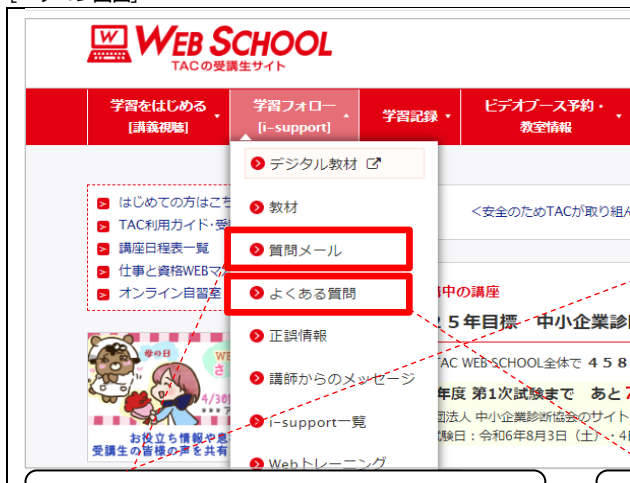 WEB SCHOOL
TACの受講生サイト
学習をはじめる
[講義視聴]
学習フォロー
[i-support]
学習記録
ビデオブース予約・
教室情報
デジタル教材
教材
質問メール
よくある質問
正誤情報
講師からのメッセージ
i-support一覧
Webトレーニング
はじめての方はこち
TAC利用ガイド・受
講座日程表一覧
仕事と資格WEBマ
オンライン自習室
<安全のためTACが取り組ん
中の講座
5年目標 中小企業診
AC WEB SCHOOL全体で 458
年度 第1次試験まで あと7
団法人 中小企業診断協会のサイト
験日：令和6年8月3日（土）・4日
母の日
WE
さ
4/30
***ア
お役立ち情報や息
受講生の皆様の声を共有